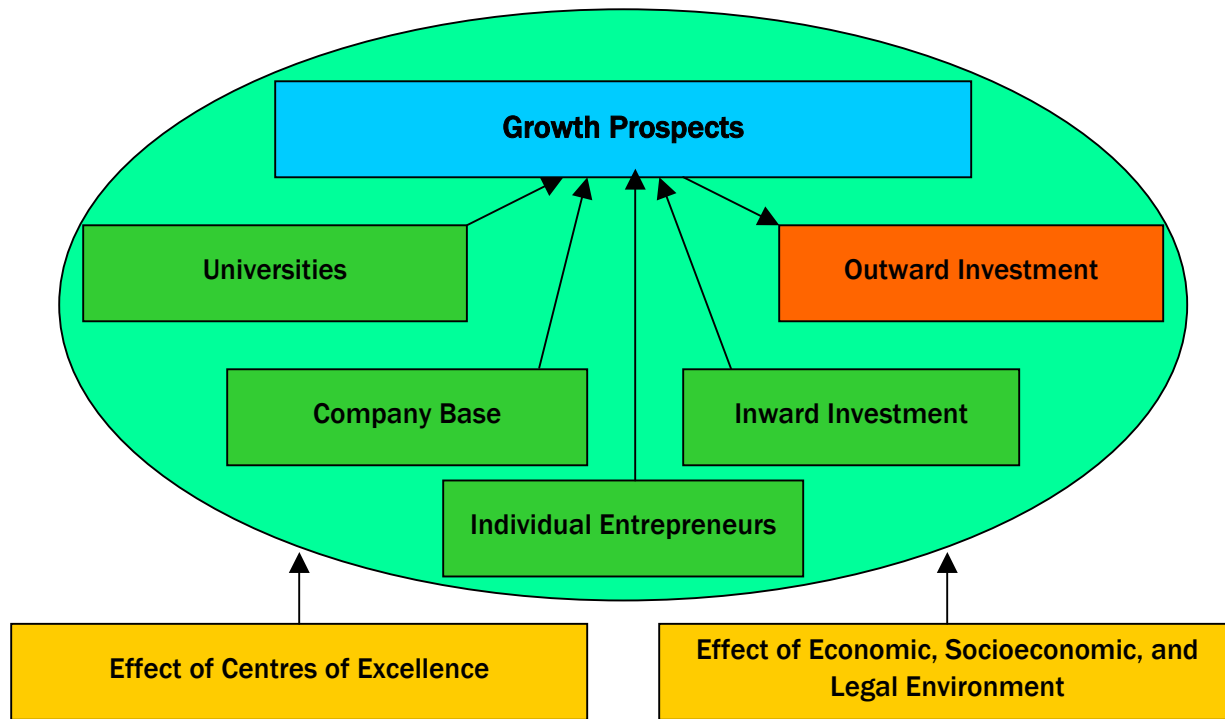 Growth Prospects
Universities
Outward Investment
Company Base
Inward Investment
Individual Entrepreneurs
Effect of Centres of Excellence
Effect of Economic, Socioeconomic, and
Legal Environment